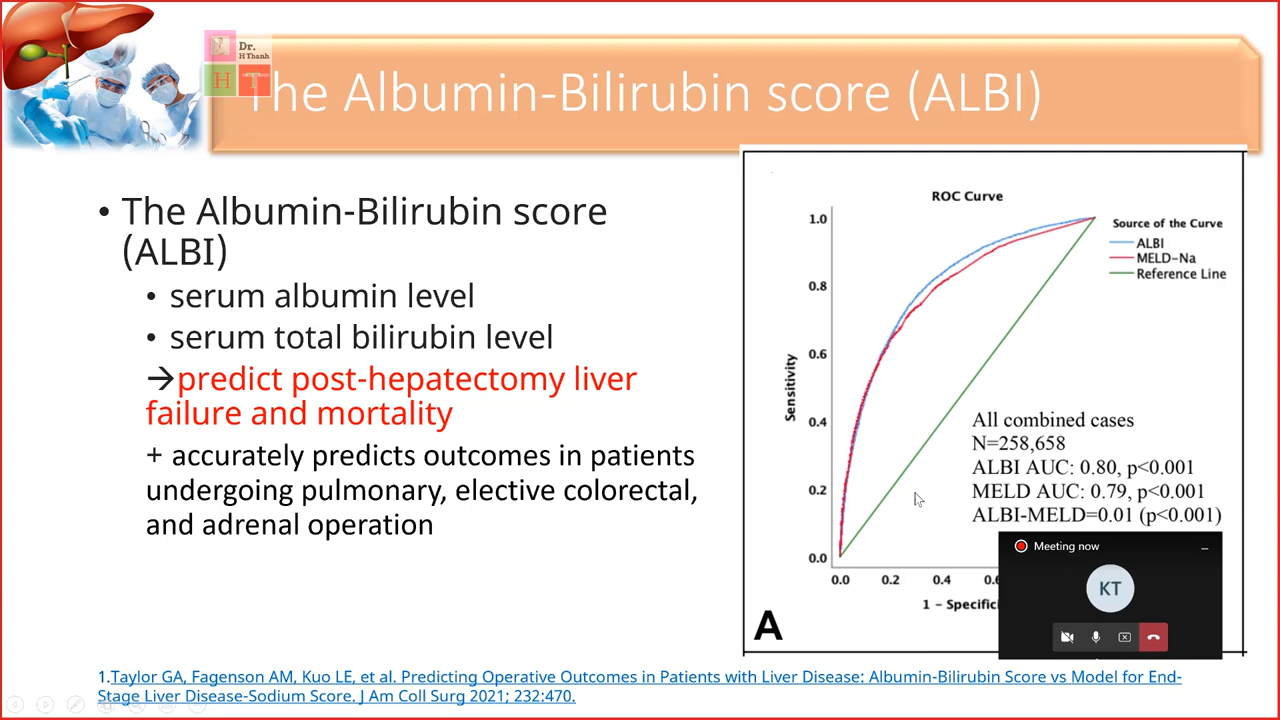 Dr.
H Thanh
H T
The Albumin-Bilirubin score (ALBI)
• The Albumin-Bilirubin score
(ALBI)
• serum albumin level
• serum total bilirubin level
→predict post-hepatectomy liver
failure and mortality
+ accurately predicts outcomes in patients
undergoing pulmonary, elective colorectal,
and adrenal operation
ROC Curve
Source of the Curve
ALBI
MELD-Na
Reference Line
1.0
0.8
0.6
0.4
0.2
0.0
Sensitivity
All combined cases
N=258,658
ALBI AUC: 0.80, p<0.001
MELD AUC: 0.79, p<0.001
ALBI-MELD=0.01 (p<0.001)
0.0 0.2 0.4
1 -
A
Meeting now
KT
1.Taylor GA, Fagenson AM, Kuo LE, et al. Predicting Operative Outcomes in Patients with Liver Disease: Albumin-Bilirubin Score vs Model for End-
Stage Liver Disease-Sodium Score. J Am Coll Surg 2021; 232:470.